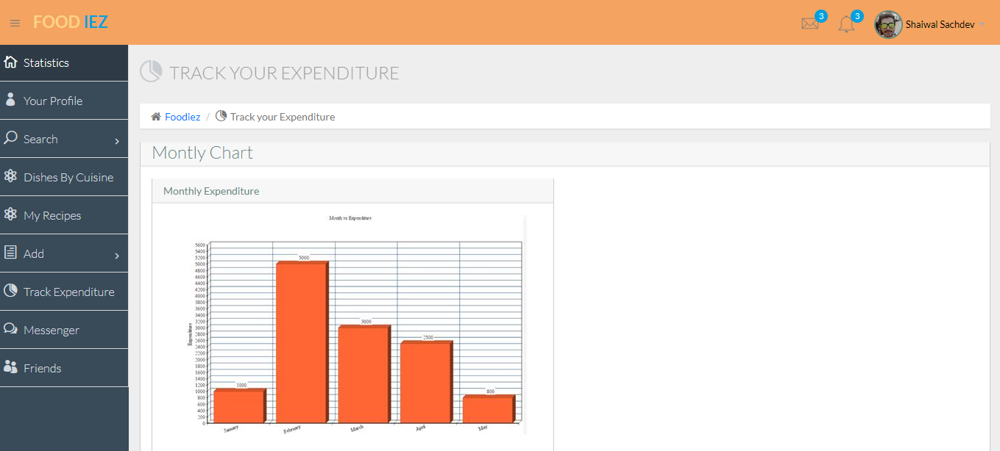 FOOD IEZ
3
3
Shaiwal Sachdev
Statistics
Your Profile
Search
Dishes By Cuisine
My Recipes
Add
Track Expenditure
Messenger
Friends
TRACK YOUR EXPENDITURE
Foodiez / Track your Expenditure
Montly Chart
Monthly Expenditure
Month vs Expenditure
Expenditure
5600
5400
5200
5000
4800
4600
4400
4200
4000
3800
3600
3400
3200
3000
2800
2600
2400
2200
2000
1800
1600
1400
1200
1000
800
600
400
200
0
1000
5000
3000
2500
800
January
February
March
April
May